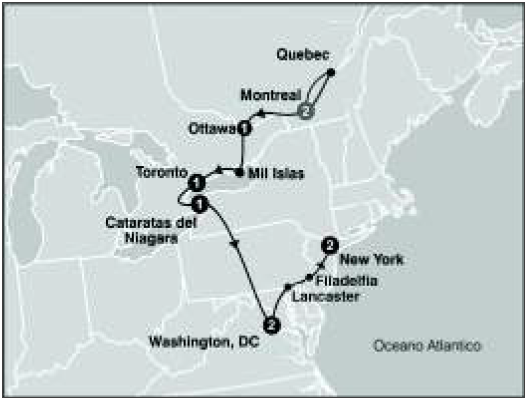 Quebec
Montreal
2
Ottawa 1
Toronto
1
Mil Islas
1
Cataratas del
Niagara
2
New York
Filadelfia
Lancaster
2
Washington, DC
Oceano Atlantico